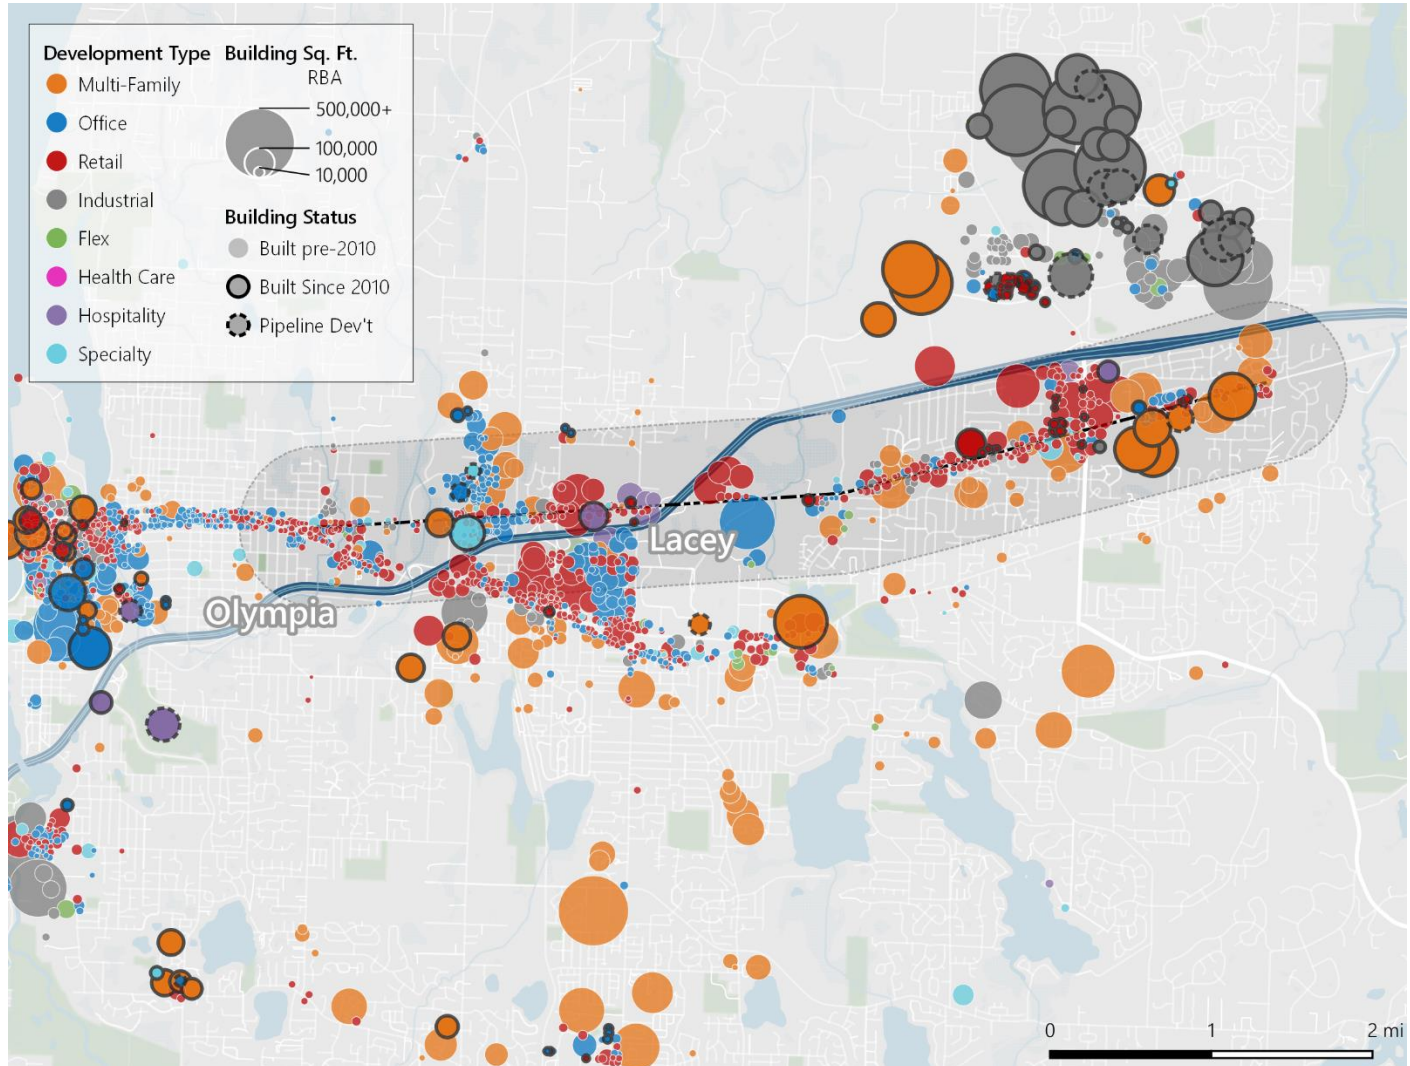 Development Type
Multi-Family
Office
Retail
Industrial
Flex
Health Care
Hospitality
Specialty
Building Sq. Ft.
RBA
500,000+
100,000
10,000
Building Status
Built pre-2010
Built Since 2010
Pipeline Dev't
Lacey
Olympia
0 1 2 mi